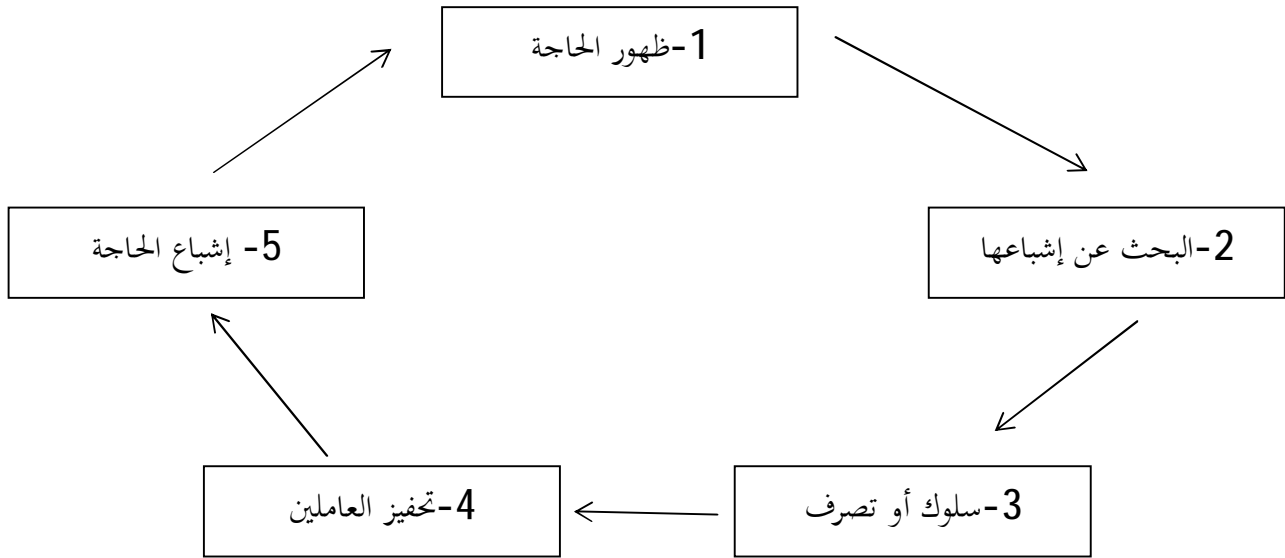 1-ظهور الحاجة
2-البحث عن إشباعها
3-سلوك أو تصرف
4-تحفيز العاملين
5- إشباع الحاجة